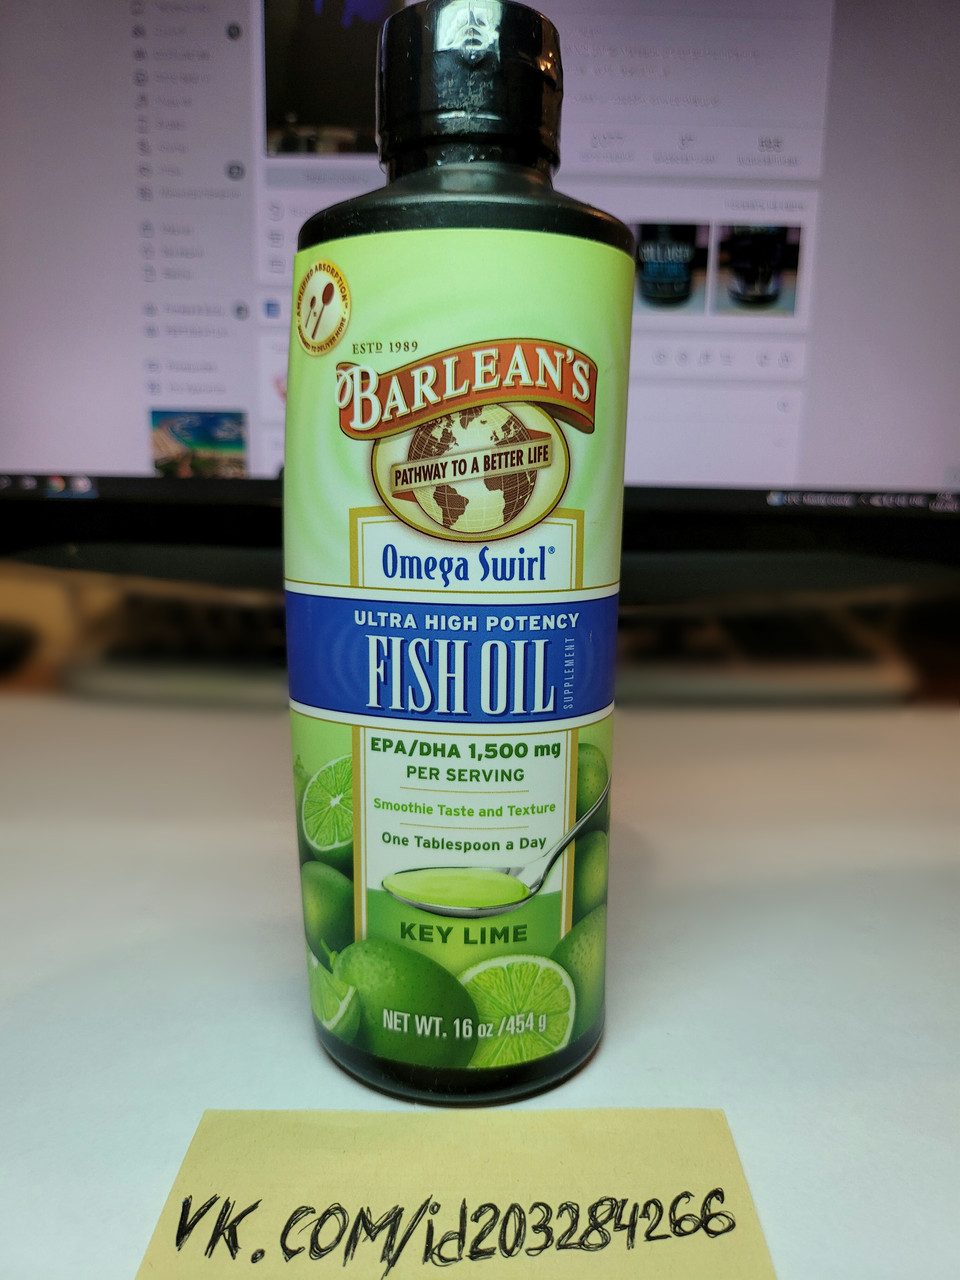 AMPLIFIED ABSORPTION™
ESTD 1989
BARLEAN'S
PATHWAY TO A BETTER LIFE
Omega Swirl®
ULTRA HIGH POTENCY
FISH OIL
SUPPLEMENT
EPA/DHA 1,500 mg
PER SERVING
Smoothie Taste and Texture
One Tablespoon a Day
KEY LIME
NET WT. 16 oz /454 g
VK.COM/id203284266